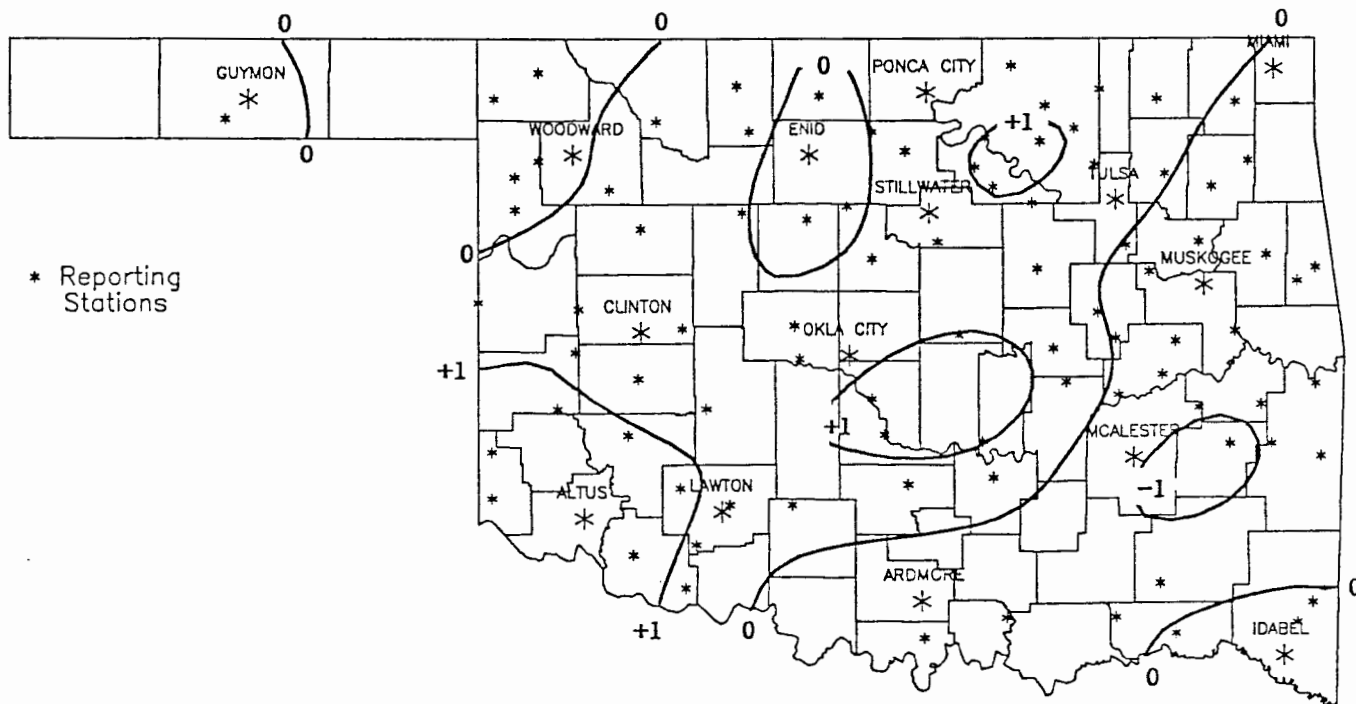 0 0 0
MIAMI
0 PONCA CITY
GUYMON
+1
WOODWARD ENID
0
TULSA
STILLWATER
0
MUSKOGEE
* Reporting
Stations
CLINTON
OKLA CITY
+1
+1
MCALESTER
ALTUS LAWTON -1
ARDMORE
0
+1 0 IDABEL
0